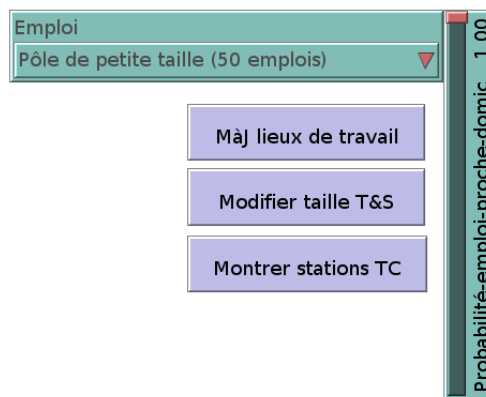 Emploi
Pôle de petite taille (50 emplois)
MàJ lieux de travail
Modifier taille T&S
Montrer stations TC
Probabilité-emploi-proche-domic 1.00